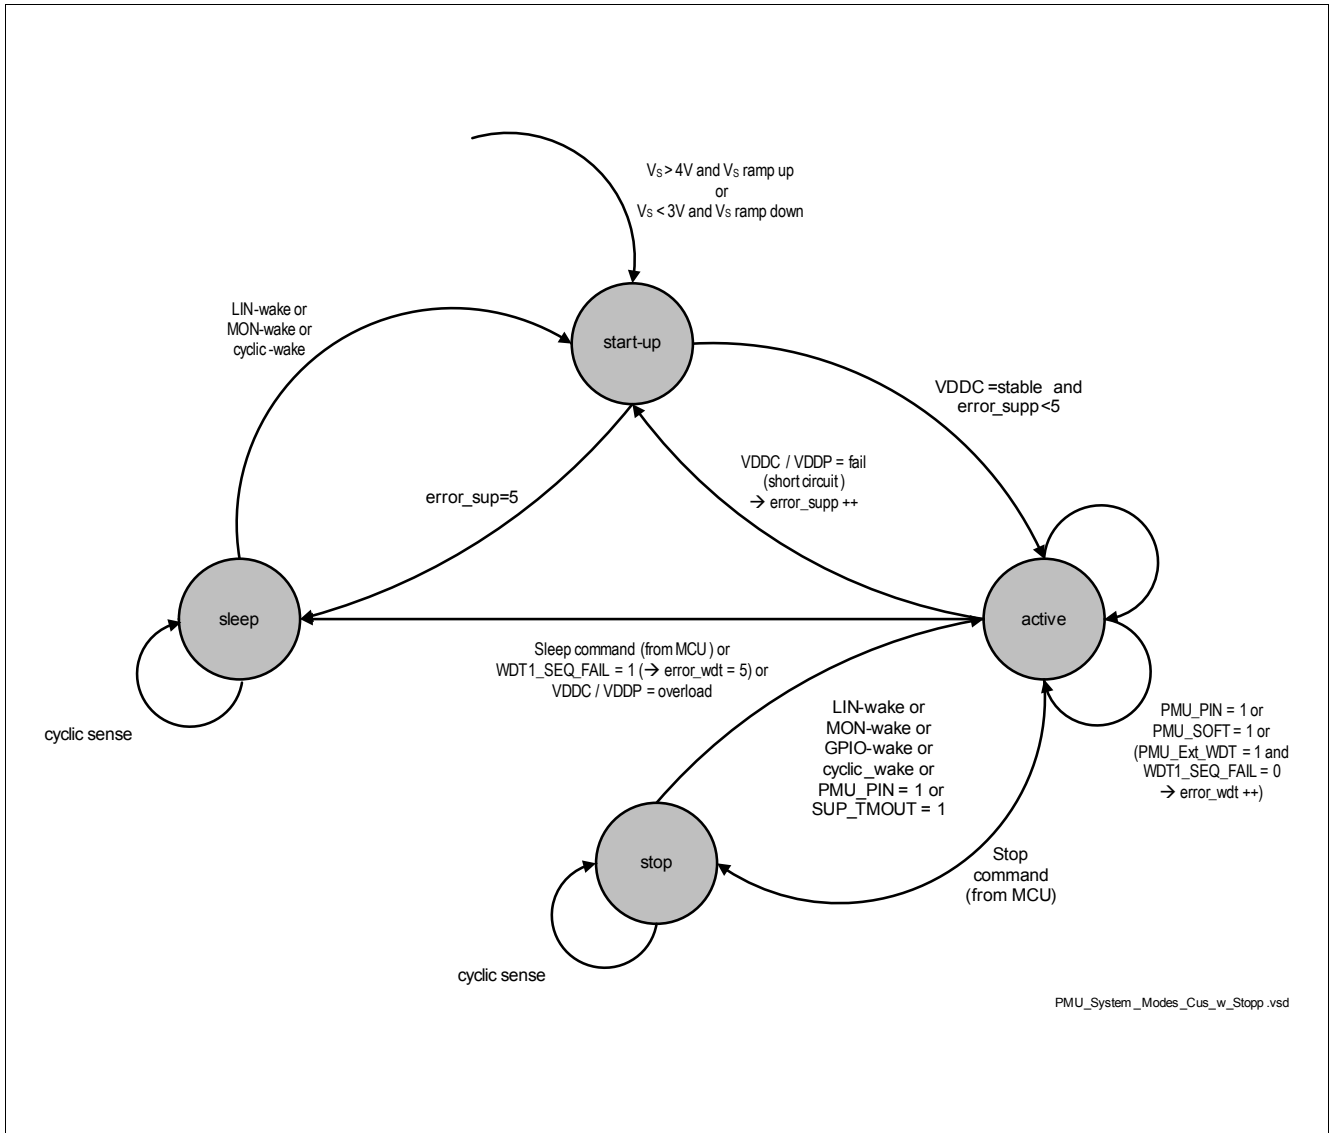 Vs > 4V and Vs ramp up
or
Vs < 3V and Vs ramp down
LIN-wake or
MON-wake or
cyclic -wake
start-up
VDDC =stable and
error_supp <5
VDDC / VDDP = fail
(short circuit )
→ error_supp ++
error_sup=5
sleep
active
Sleep command (from MCU ) or
WDT1_SEQ_FAIL = 1 (→ error_wdt = 5) or
VDDC / VDDP = overload
cyclic sense
LIN-wake or
MON-wake or
GPIO-wake or
cyclic_wake or
PMU_PIN = 1 or
SUP_TMOUT = 1
PMU_PIN = 1 or
PMU_SOFT = 1 or
(PMU_Ext_WDT = 1 and
WDT1_SEQ_FAIL = 0
→ error_wdt ++)
stop
Stop
command
(from MCU)
cyclic sense
PMU_System_Modes_Cus_w_Stopp .vsd